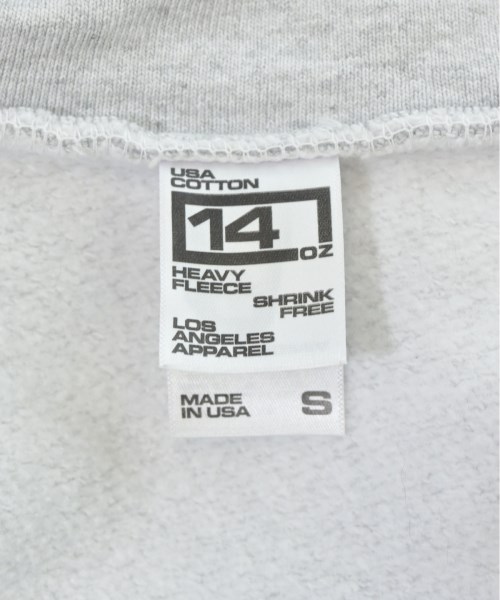 USA
COTTON
14
OZ
HEAVY
FLEECE
SHRINK
FREE
LOS
ANGELES
APPAREL
MADE
IN USA
S